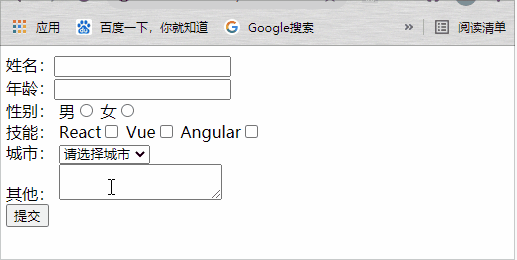 应用 百度一下，你就知道 Google搜索 » 阅读清单
姓名：
年龄：
性别： 男 女
技能： React Vue Angular
城市： 请选择城市
其他：
提交